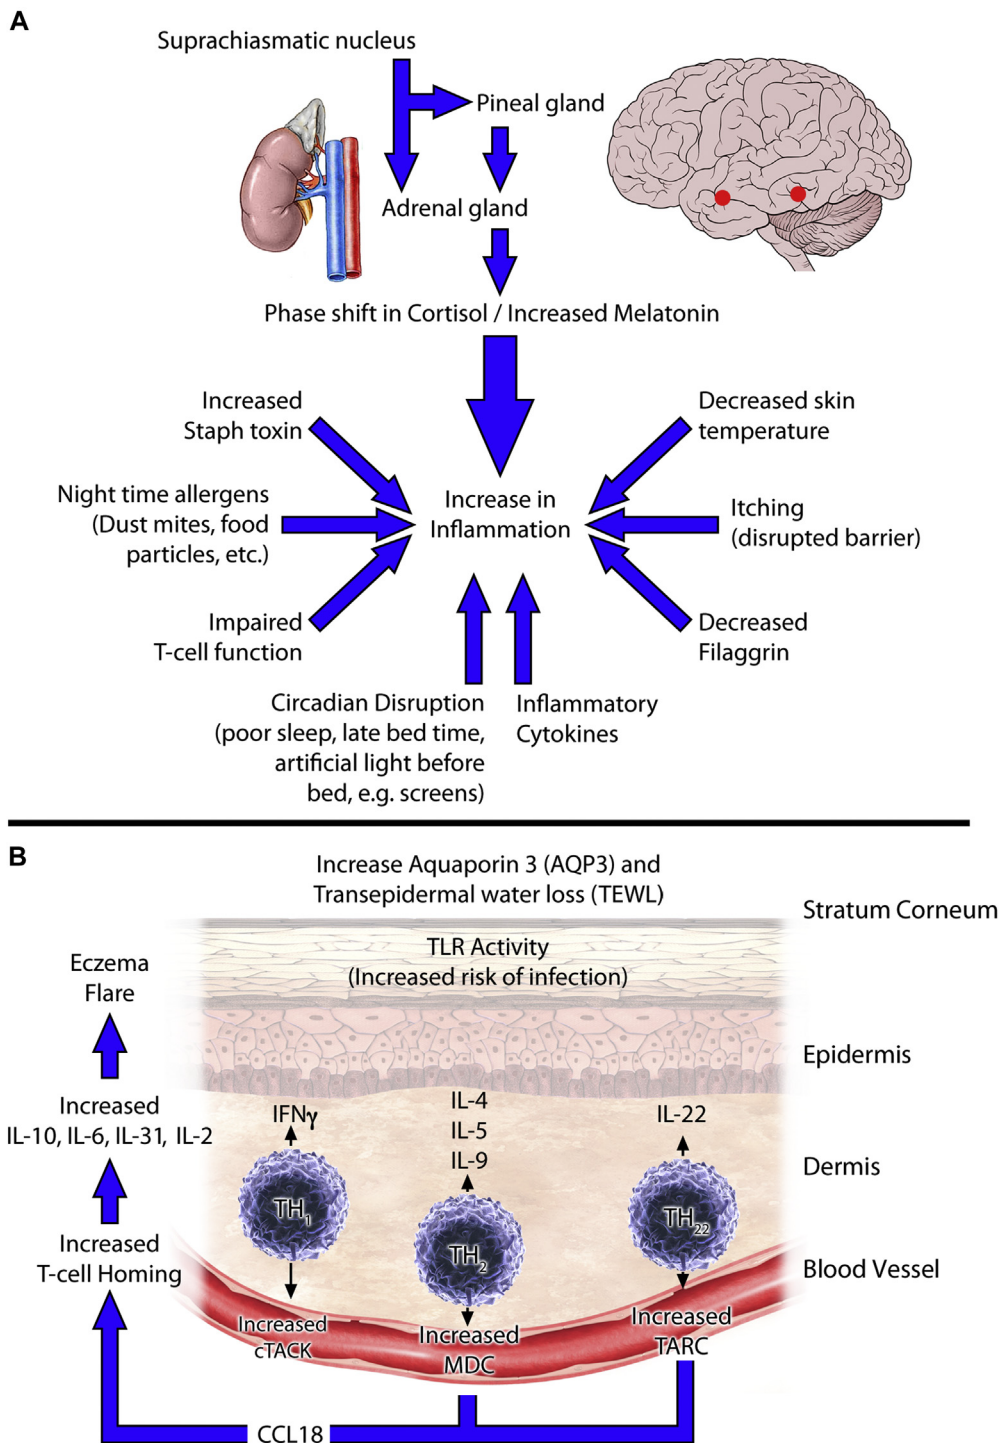 A
Suprachiasmatic nucleus
Pineal gland
Adrenal gland
Phase shift in Cortisol / Increased Melatonin
Increased
Staph toxin
Decreased skin
temperature
Night time allergens
(Dust mites, food
particles, etc.)
Increase in
Inflammation
Itching
(disrupted barrier)
Impaired
T-cell function
Decreased
Filaggrin
Circadian Disruption
(poor sleep, late bed time,
artificial light before
bed, e.g. screens)
Inflammatory
Cytokines
B
Increase Aquaporin 3 (AQP3) and
Transepidermal water loss (TEWL)
Stratum Corneum
TLR Activity
(Increased risk of infection)
Eczema
Flare
Epidermis
Increased
IL-10, IL-6, IL-31, IL-2
IFNγ
IL-4
IL-5
IL-9
IL-22
Dermis
TH1
TH2
TH22
Increased
T-cell Homing
Blood Vessel
Increased
cTACK
Increased
MDC
Increased
TARC
CCL18